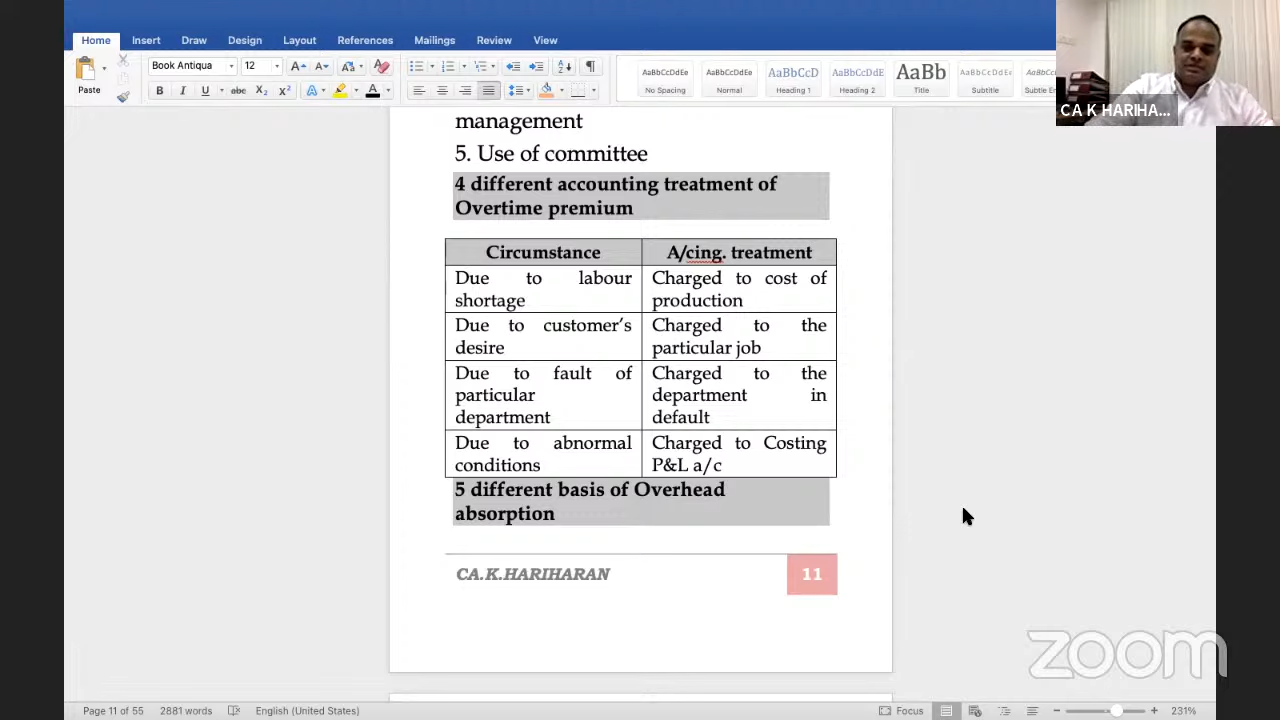 Home Insert Draw Design Layout References Mailings Review View
Paste
Book Antiqua 12
AaBbCcDdEe AaBbCcDdEe AaBbCcD AaBbCcDdE AaBb AaBbCcDdEe AaBbCcDdEe
No Spacing Normal Heading 1 Heading 2 Title Subtitle Subtle
C A K HARIHA...
management
5. Use of committee
4 different accounting treatment of
Overtime premium
Circumstance A/cing. treatment
Due to labour Charged to cost of
shortage production
Due to customer's Charged to the
desire particular job
Due to fault of Charged to the
particular department in
department default
Due to abnormal Charged to Costing
conditions P&L a/c
5 different basis of Overhead
absorption
CA.K.HARIHARAN 11
zoom
Page 11 of 55 2881 words English (United States) Focus 231%